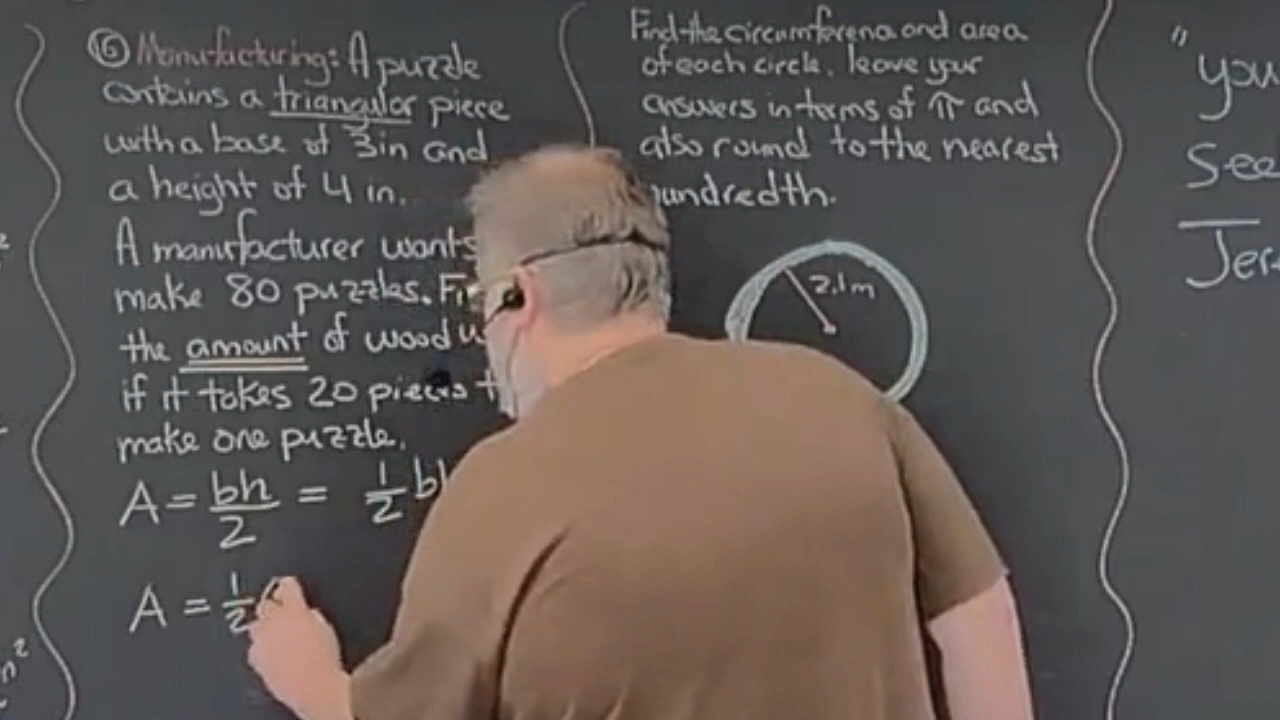 ⑯ Manufacturing: A puzzle
contains a triangular piece
with a base of 3in and
a height of 4 in.
A manufacturer wants
make 80 puzzles.
the amount of wood
if it takes 20 pieces
make one puzzle.
A = bh/2 = 1/2 b
A = 1/2
Find the circumference and area
of each circle. leave your
answers in terms of π and
also round to the nearest
hundredth.
2.1m
"
you
See
Jer
n²